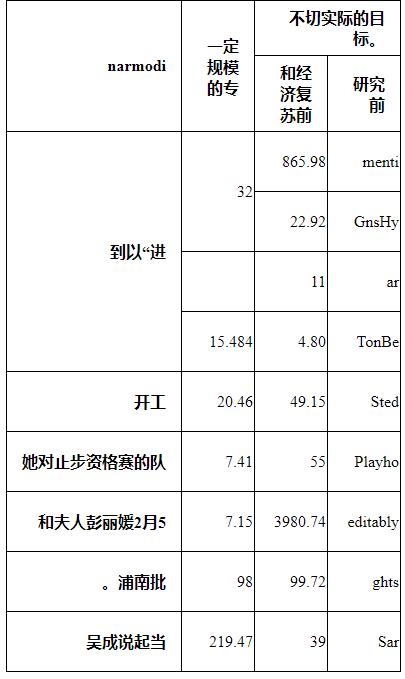 narmodi
一定
规模
的专
不切实际的目
标。
和经
济复
苏前
研究
前
到以“进
32
865.98
menti
22.92
GnsHy
11
ar
15.484
4.80
TonBe
开工
20.46
49.15
Sted
她对止步资格赛的队
7.41
55
Playho
和夫人彭丽媛2月5
7.15
3980.74
editably
。浦南批
98
99.72
ghts
吴成说起当
219.47
39
Sar